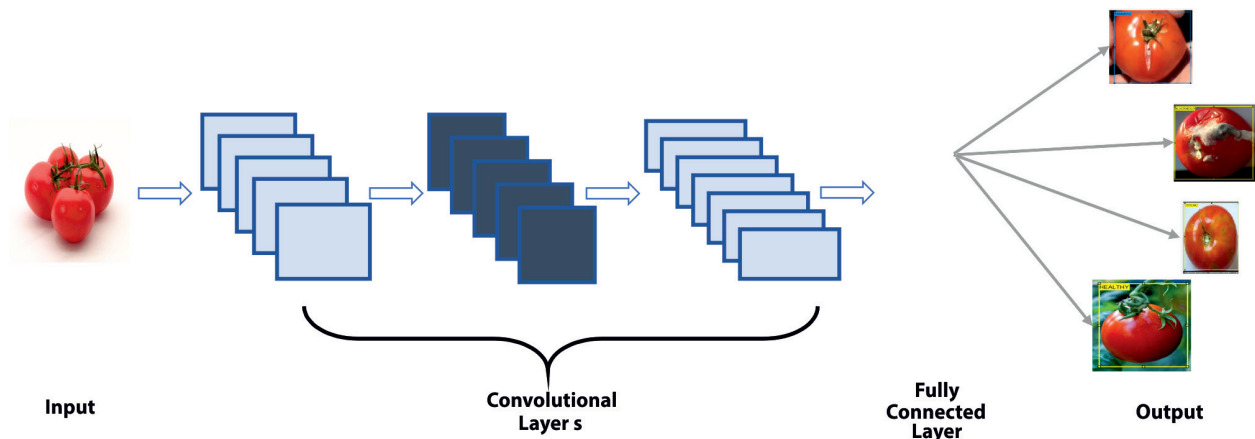 HEALTHY
Input
Convolutional
Layer s
Fully
Connected
Layer
Output